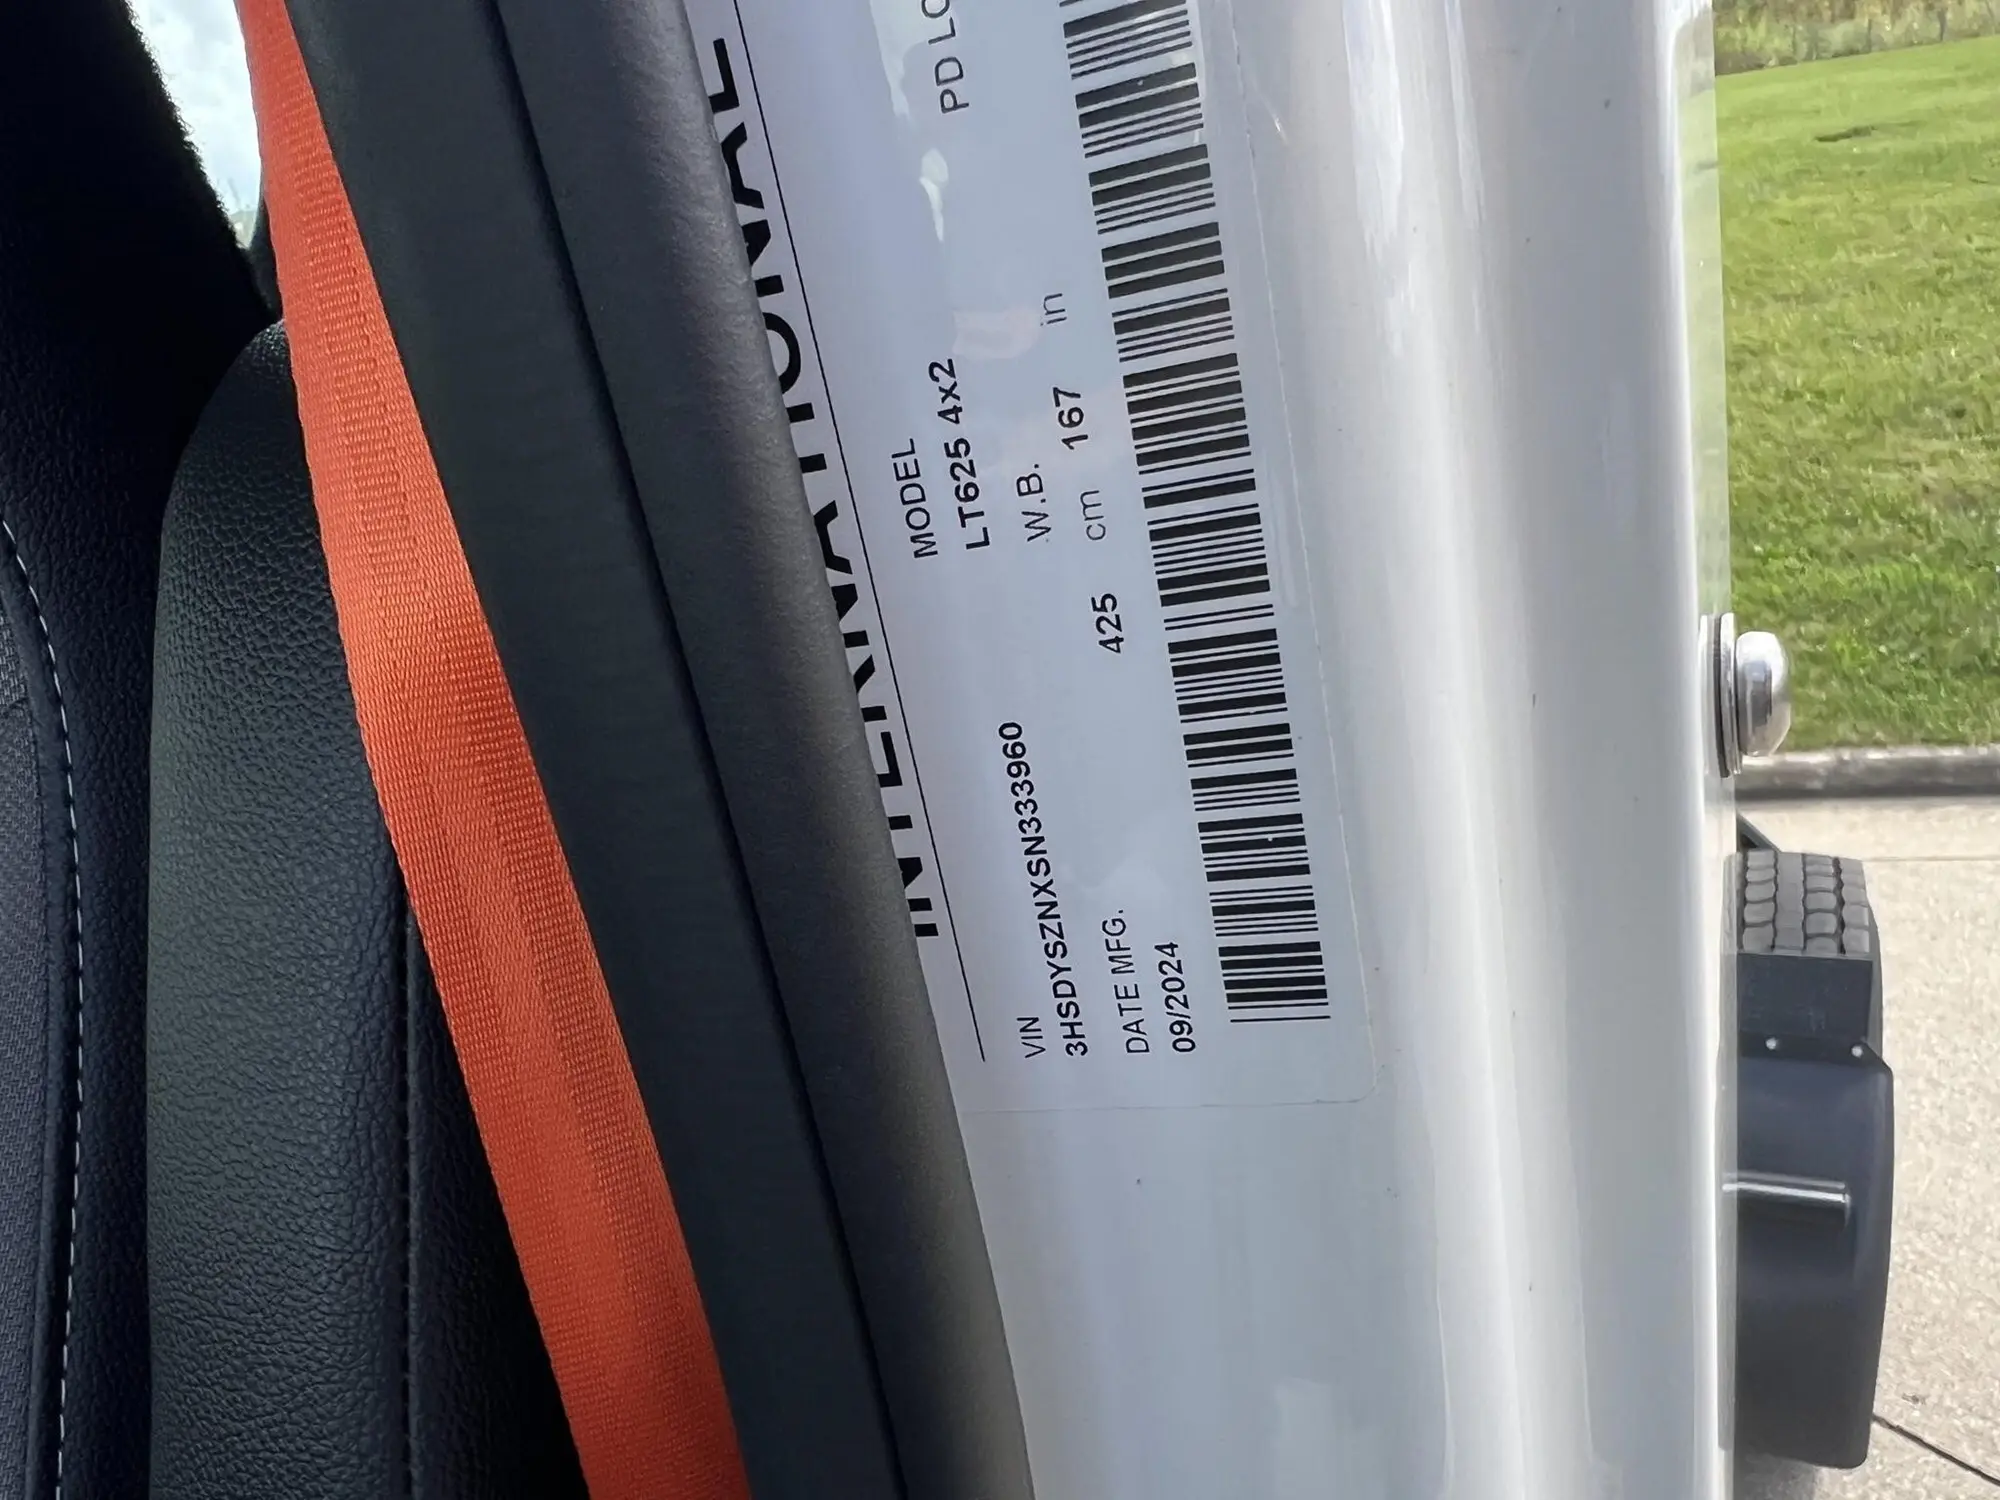 INTERNATIONAL
VIN
3HSDYSZNXSN333960
MODEL
LT625 4x2
PD LO
DATE MFG.
09/2024
W.B.
425 cm 167 in